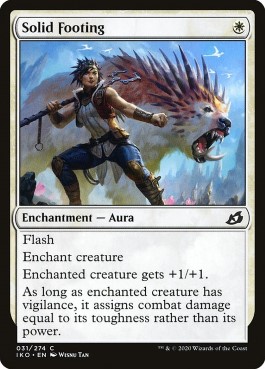 Solid Footing
Enchantment — Aura
Flash
Enchant creature
Enchanted creature gets +1/+1.
As long as enchanted creature has
vigilance, it assigns combat damage
equal to its toughness rather than its
power.
031/274 C
IKO • EN Wisnu Tan
™ & © 2020 Wizards of the Coast